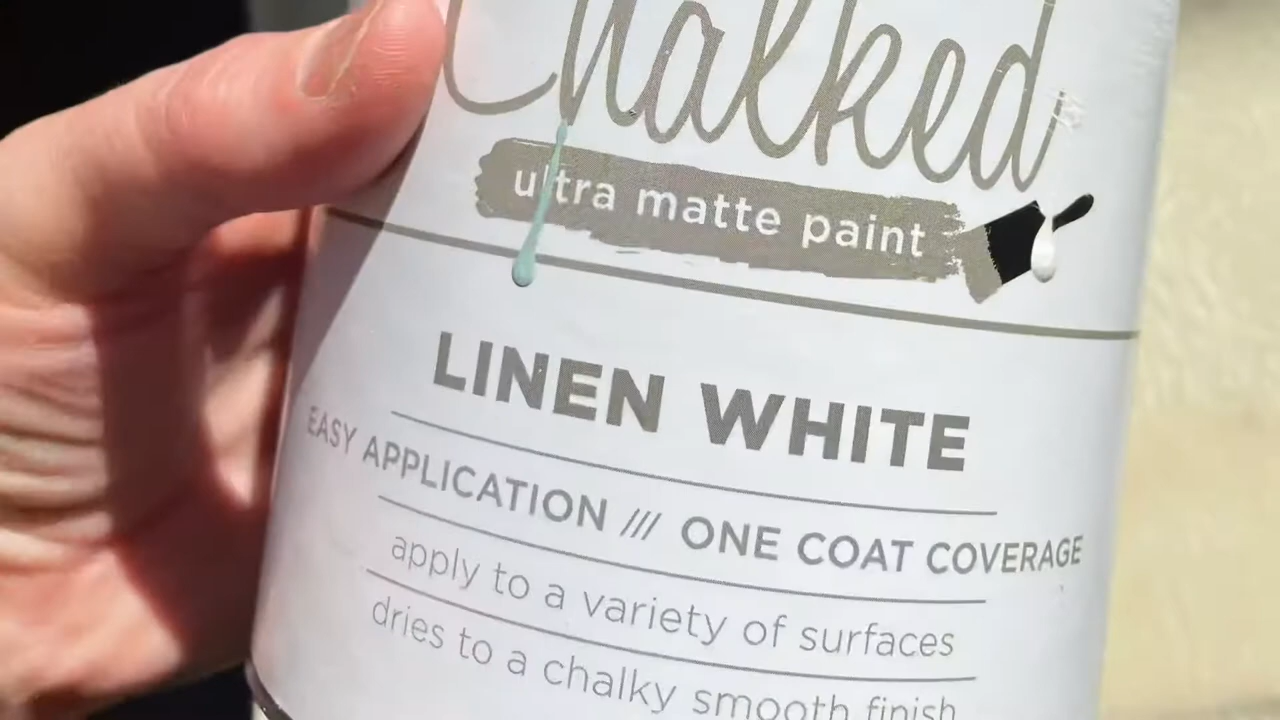 Chalked
ultra matte paint
LINEN WHITE
EASY APPLICATION /// ONE COAT COVERAGE
apply to a variety of surfaces
dries to a chalky smooth finish